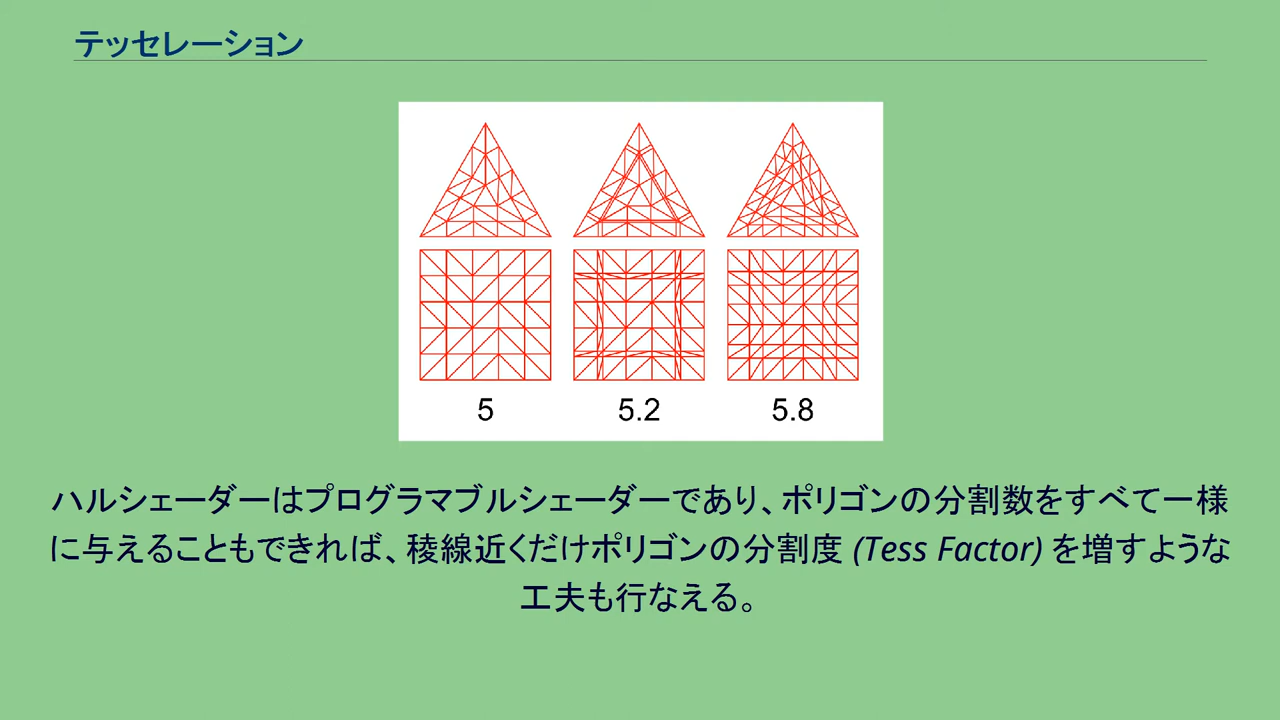 テッセレーション
5 5.2 5.8
ハルシェーダーはプログラマブルシェーダーであり、ポリゴンの分割数をすべて一様
に与えることもできれば、稜線近くだけポリゴンの分割度 (Tess Factor) を増すような
工夫も行なえる。